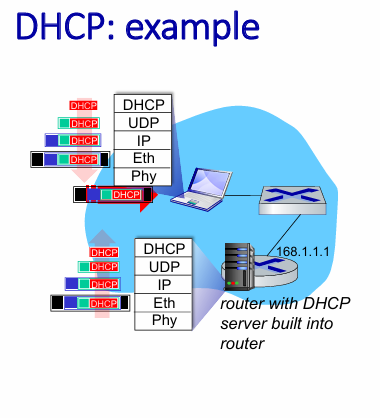 DHCP: example
DHCP
DHCP
DHCP
DHCP
DHCP
DHCP
UDP
IP
Eth
Phy
DHCP
DHCP
DHCP
DHCP
DHCP
UDP
IP
Eth
Phy
168.1.1.1
router with DHCP
server built into
router